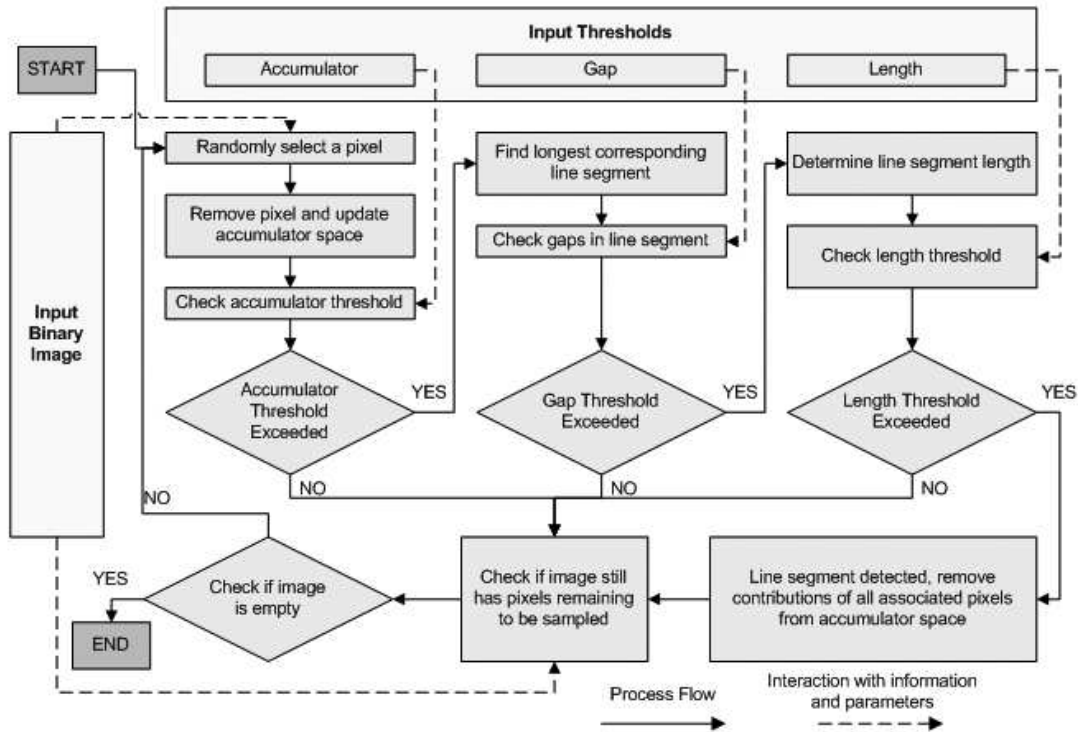 Input Thresholds
START
Accumulator
Gap
Length
Randomly select a pixel
Find longest corresponding
line segment
Determine line segment length
Remove pixel and update
accumulator space
Check gaps in line segment
Check length threshold
Check accumulator threshold
Input
Binary
Image
Accumulator
Threshold
Exceeded
YES
Gap Threshold
Exceeded
YES
Length Threshold
Exceeded
YES
NO
NO
NO
NO
YES
Check if image
is empty
Check if image still
has pixels remaining
to be sampled
Line segment detected, remove
contributions of all associated pixels
from accumulator space
END
Process Flow
Interaction with information
and parameters